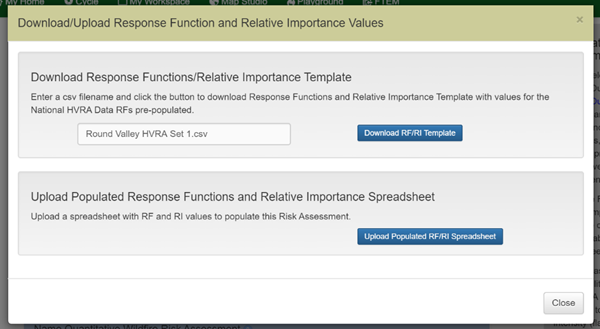 My Home Cycle My Workspace Map Studio Playground FTEM
Download/Upload Response Function and Relative Importance Values ×
Download Response Functions/Relative Importance Template
Enter a csv filename and click the button to download Response Functions and Relative Importance Template with values for the
National HVRA Data RFs pre-populated.
Round Valley HVRA Set 1.csv Download RF/RI Template
Upload Populated Response Functions and Relative Importance Spreadsheet
Upload a spreadsheet with RF and RI values to populate this Risk Assessment.
Upload Populated RF/RI Spreadsheet
Close
Name Quantitative Wildfire Risk Assessment